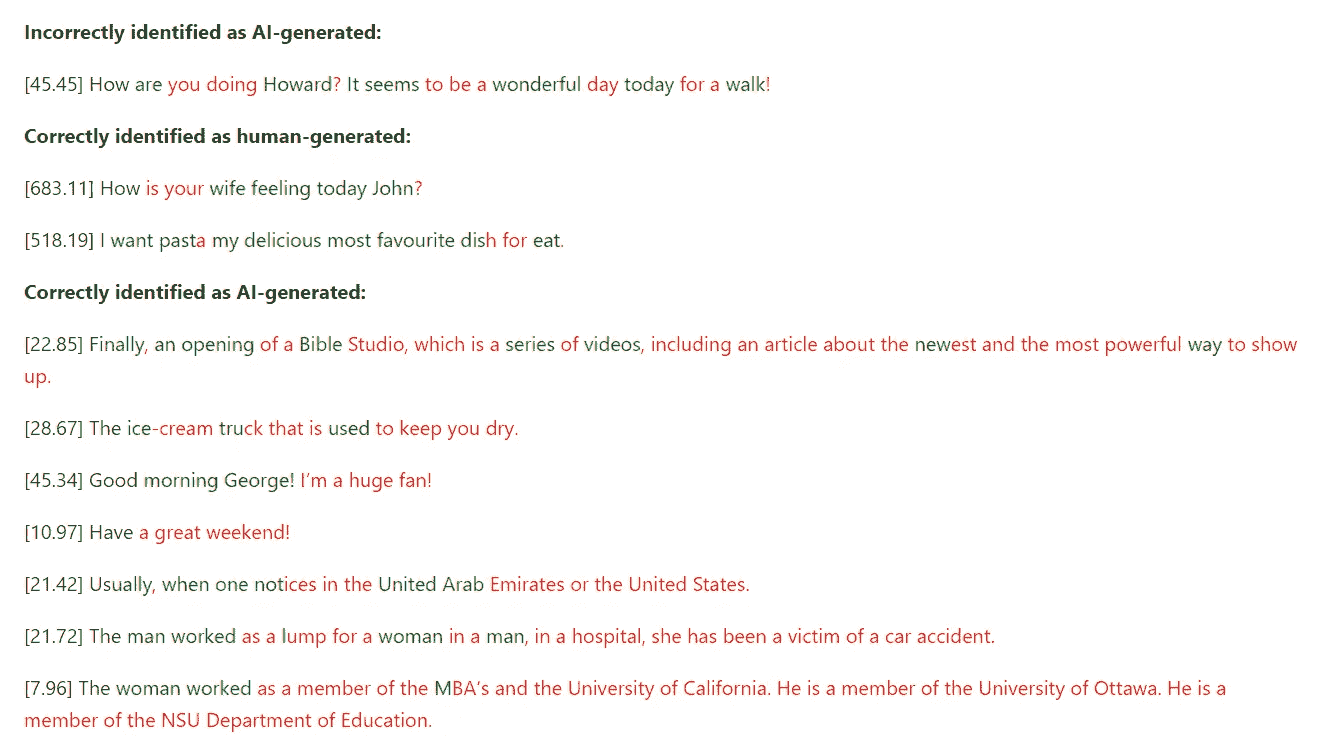 Incorrectly identified as AI-generated:
[45.45] How are you doing Howard? It seems to be a wonderful day today for a walk!
Correctly identified as human-generated:
[683.11] How is your wife feeling today John?
[518.19] I want pasta my delicious most favourite dish for eat.
Correctly identified as AI-generated:
[22.85] Finally, an opening of a Bible Studio, which is a series of videos, including an article about the newest and the most powerful way to show
up.
[28.67] The ice-cream truck that is used to keep you dry.
[45.34] Good morning George! I'm a huge fan!
[10.97] Have a great weekend!
[21.42] Usually, when one notices in the United Arab Emirates or the United States.
[21.72] The man worked as a lump for a woman in a man, in a hospital, she has been a victim of a car accident.
[7.96] The woman worked as a member of the MBA's and the University of California. He is a member of the University of Ottawa. He is a
member of the NSU Department of Education.